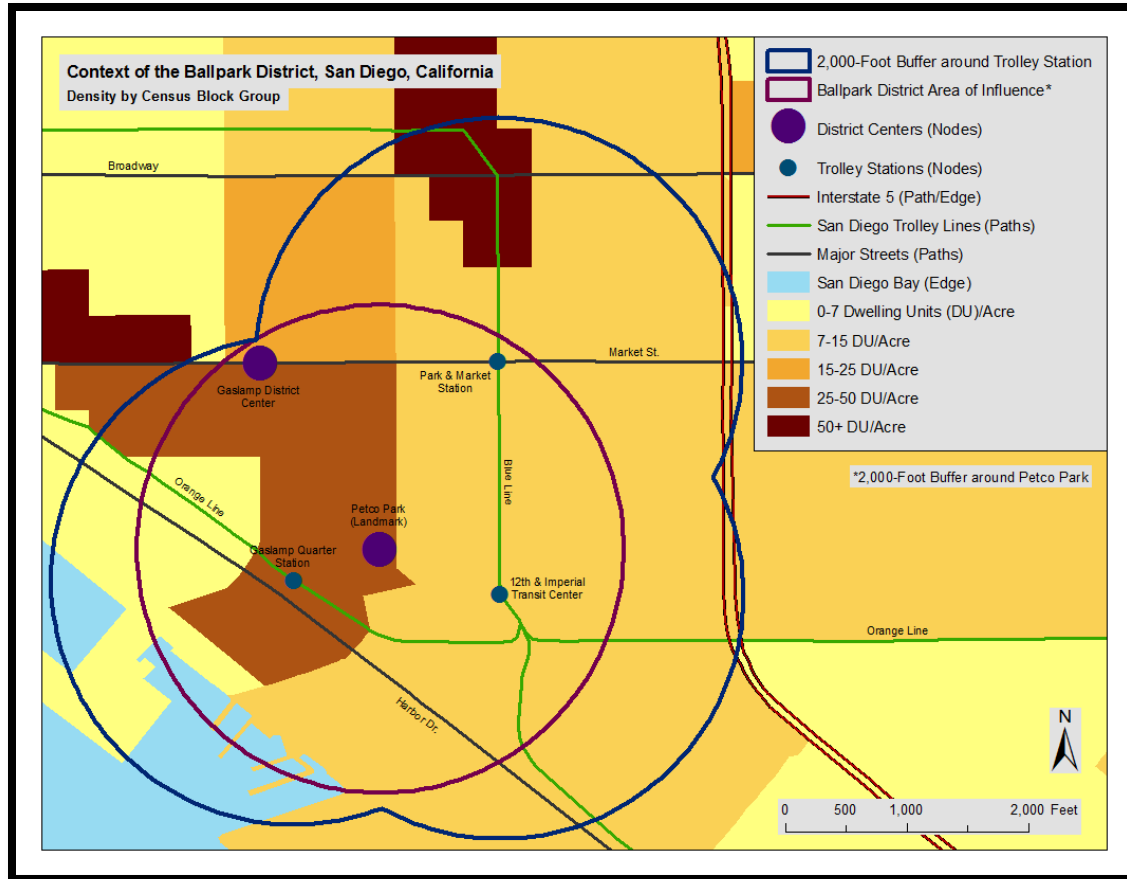 Context of the Ballpark District, San Diego, California
Density by Census Block Group
2,000-Foot Buffer around Trolley Station
Ballpark District Area of Influence*
District Centers (Nodes)
Trolley Stations (Nodes)
Interstate 5 (Path/Edge)
San Diego Trolley Lines (Paths)
Major Streets (Paths)
San Diego Bay (Edge)
0-7 Dwelling Units (DU)/Acre
7-15 DU/Acre
15-25 DU/Acre
25-50 DU/Acre
50+ DU/Acre
*2,000-Foot Buffer around Petco Park
Broadway
Market St.
Gaslamp District
Center
Park & Market
Station
Blue Line
Orange Line
Petco Park
(Landmark)
Gaslamp Quarter
Station
12th & Imperial
Transit Center
Orange Line
Harbor Dr.
N
0 500 1,000 2,000 Feet